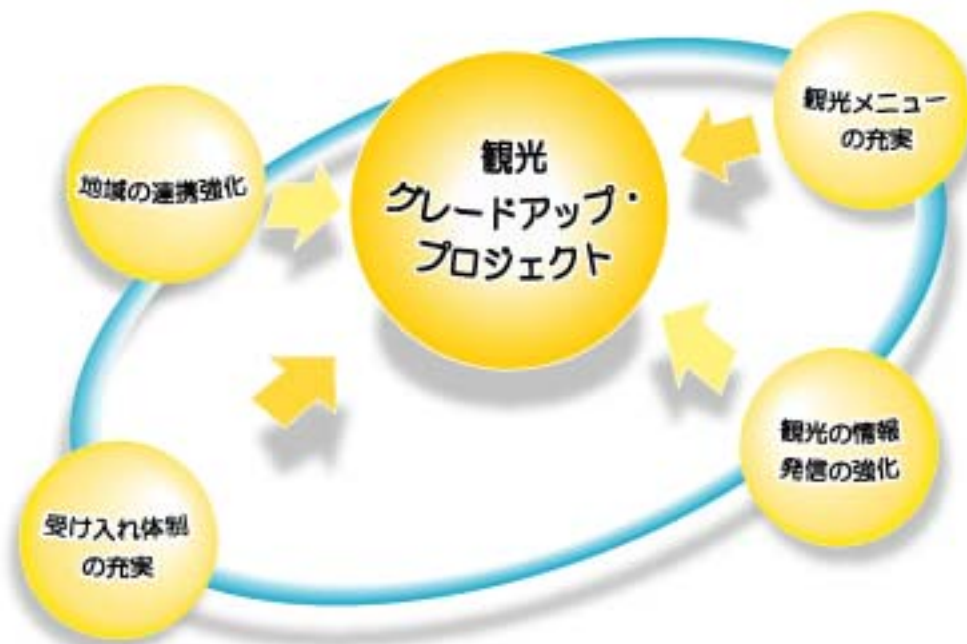 観光
グレードアップ・
プロジェクト
観光メニュー
の充実
地域の連携強化
観光の情報
発信の強化
受け入れ体制
の充実